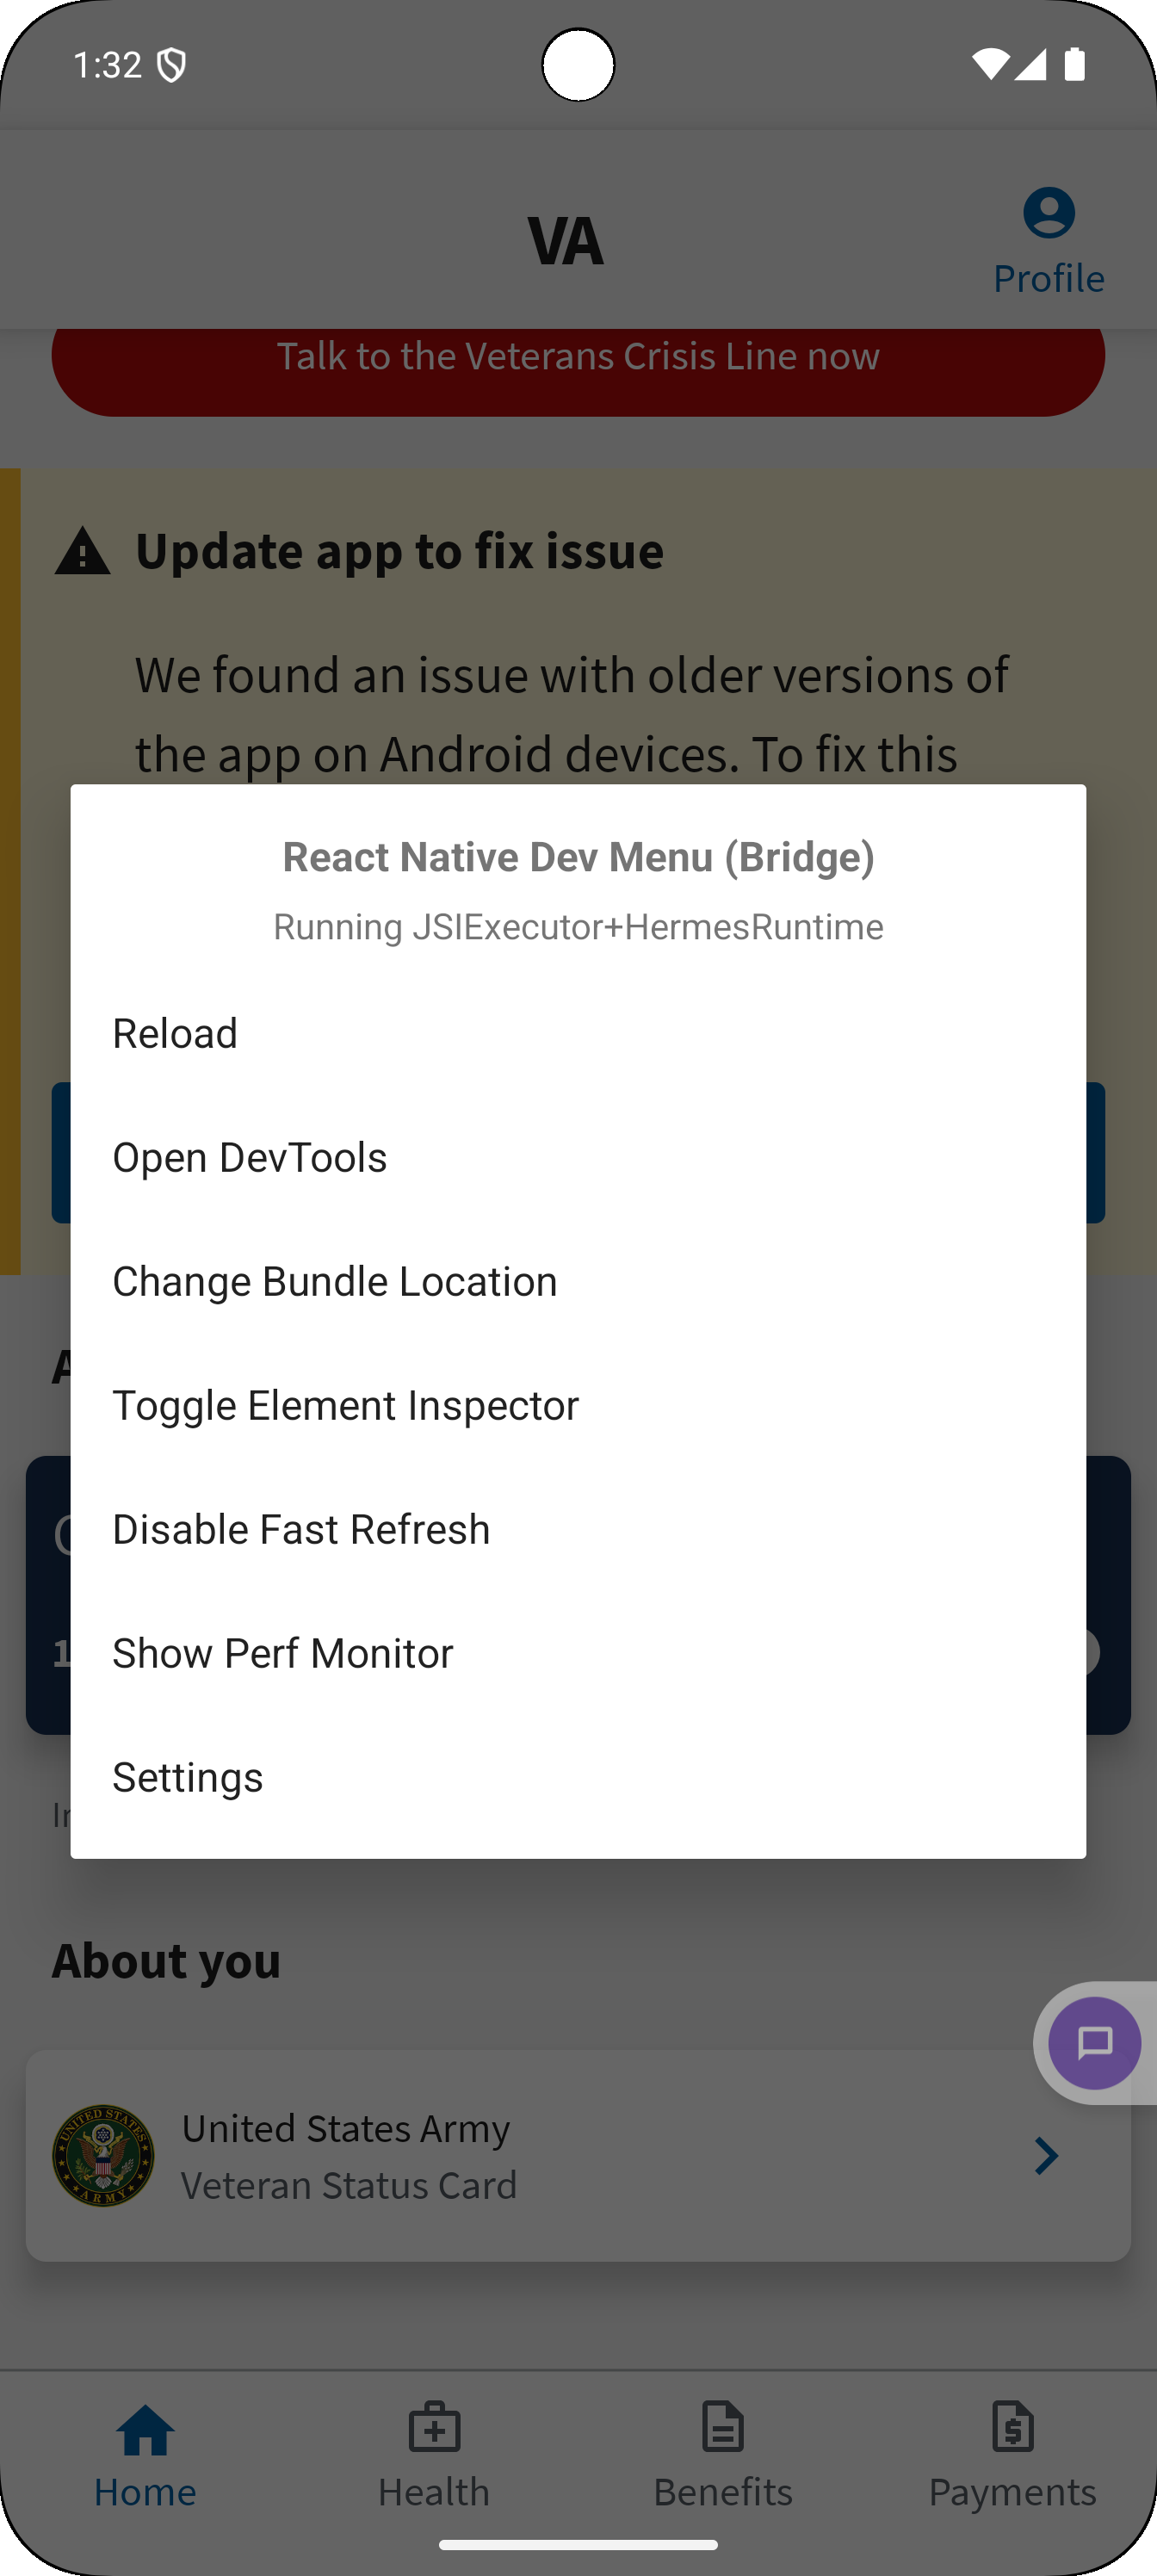 1:32
VA
Profile
Talk to the Veterans Crisis Line now
Update app to fix issue
We found an issue with older versions of
the app on Android devices. To fix this
React Native Dev Menu (Bridge)
Running JSIExecutor+HermesRuntime
Reload
Open DevTools
Change Bundle Location
Toggle Element Inspector
Disable Fast Refresh
Show Perf Monitor
Settings
About you
UNITED STATES
ARMY
United States Army
Veteran Status Card
Home
Health
Benefits
Payments